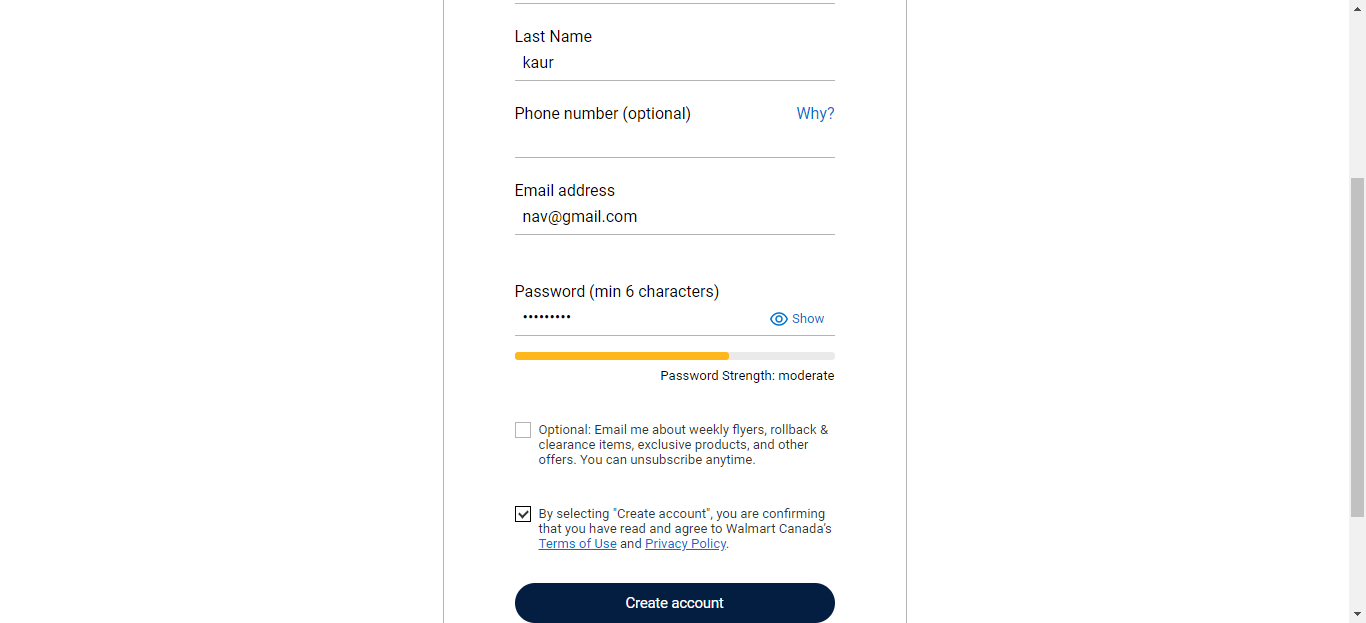 Last Name
kaur
Phone number (optional) Why?
Email address
nav@gmail.com
Password (min 6 characters)
••••••••• Show
Password Strength: moderate
Optional: Email me about weekly flyers, rollback &
clearance items, exclusive products, and other
offers. You can unsubscribe anytime.
By selecting "Create account", you are confirming
that you have read and agree to Walmart Canada's
Terms of Use and Privacy Policy.
Create account